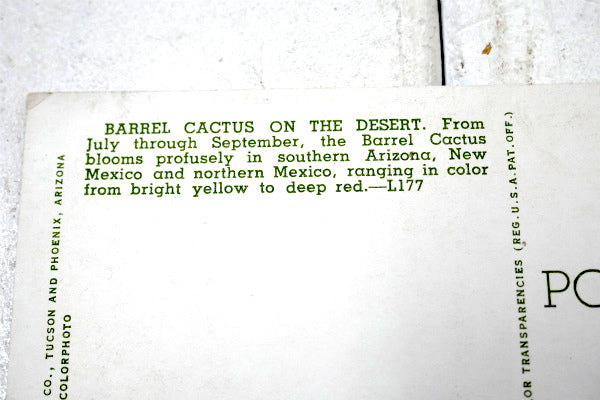 BARREL CACTUS ON THE DESERT. From
July through September, the Barrel Cactus
blooms profusely in southern Arizona, New
Mexico and northern Mexico, ranging in color
from bright yellow to deep red.—L177
CO., TUCSON AND PHOENIX, ARIZONA
COLORPHOTO
OR TRANSPARENCIES (REG. U. S. A. PAT. OFF.)
PO